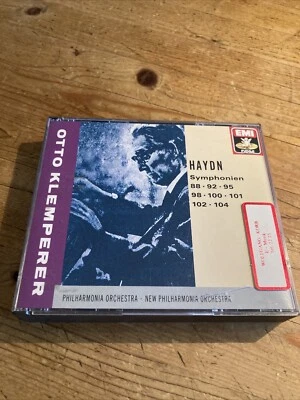 OTTO KLEMPERER
EMI
HAYDN
Symphonien
88 · 92 · 95
98 · 100 · 101
102 · 104
PHILHARMONIA ORCHESTRA · NEW PHILHARMONIA ORCHESTRA